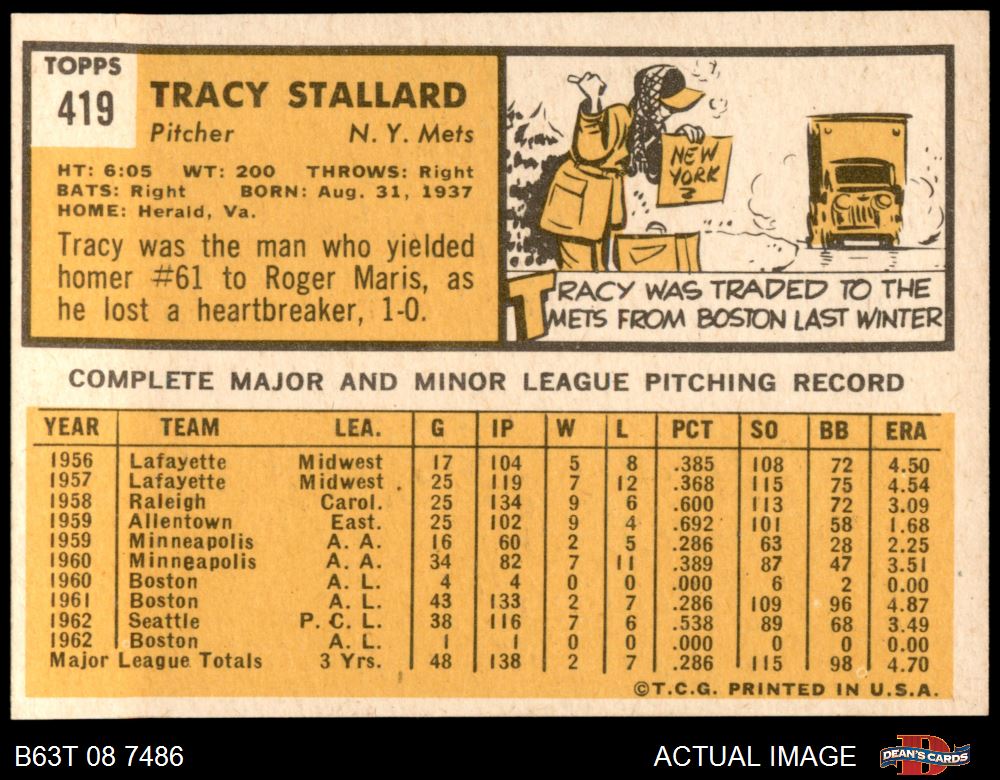 TOPPS
419
TRACY STALLARD
Pitcher N. Y. Mets
HT: 6:05 WT: 200 THROWS: Right
BATS: Right BORN: Aug. 31, 1937
HOME: Herald, Va.
Tracy was the man who yielded
homer #61 to Roger Maris, as
he lost a heartbreaker, 1-0.
NEW
YORK
?
TRACY WAS TRADED TO THE
METS FROM BOSTON LAST WINTER
COMPLETE MAJOR AND MINOR LEAGUE PITCHING RECORD
YEAR TEAM LEA. G IP W L PCT SO BB ERA
1956 Lafayette Midwest 17 104 5 8 .385 108 72 4.50
1957 Lafayette Midwest . 25 119 7 12 .368 115 75 4.54
1958 Raleigh Carol. 25 134 9 6 .600 113 72 3.09
1959 Allentown East. 25 102 9 4 .692 101 58 1.68
1959 Minneapolis A. A. 16 60 2 5 .286 63 28 2.25
1960 Minneapolis A. A. 34 82 7 11 .389 87 47 3.51
1960 Boston A. L. 4 4 0 0 .000 6 2 0.00
1961 Boston A. L. 43 133 2 7 .286 109 96 4.87
1962 Seattle P. C. L. 38 116 7 6 .538 89 68 3.49
1962 Boston A. L. 1 1 0 0 .000 0 0 0.00
Major League Totals 3 Yrs. 48 138 2 7 .286 115 98 4.70
©T.C.G. PRINTED IN U.S.A.
B63T 08 7486 ACTUAL IMAGE DEAN'S CARDS